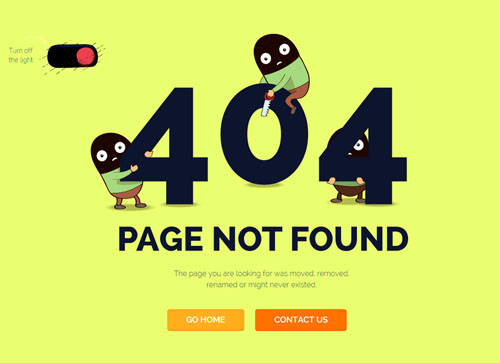 Turn off
the light
404
PAGE NOT FOUND
The page you are looking for was moved, removed,
renamed or might never existed.
GO HOME
CONTACT US